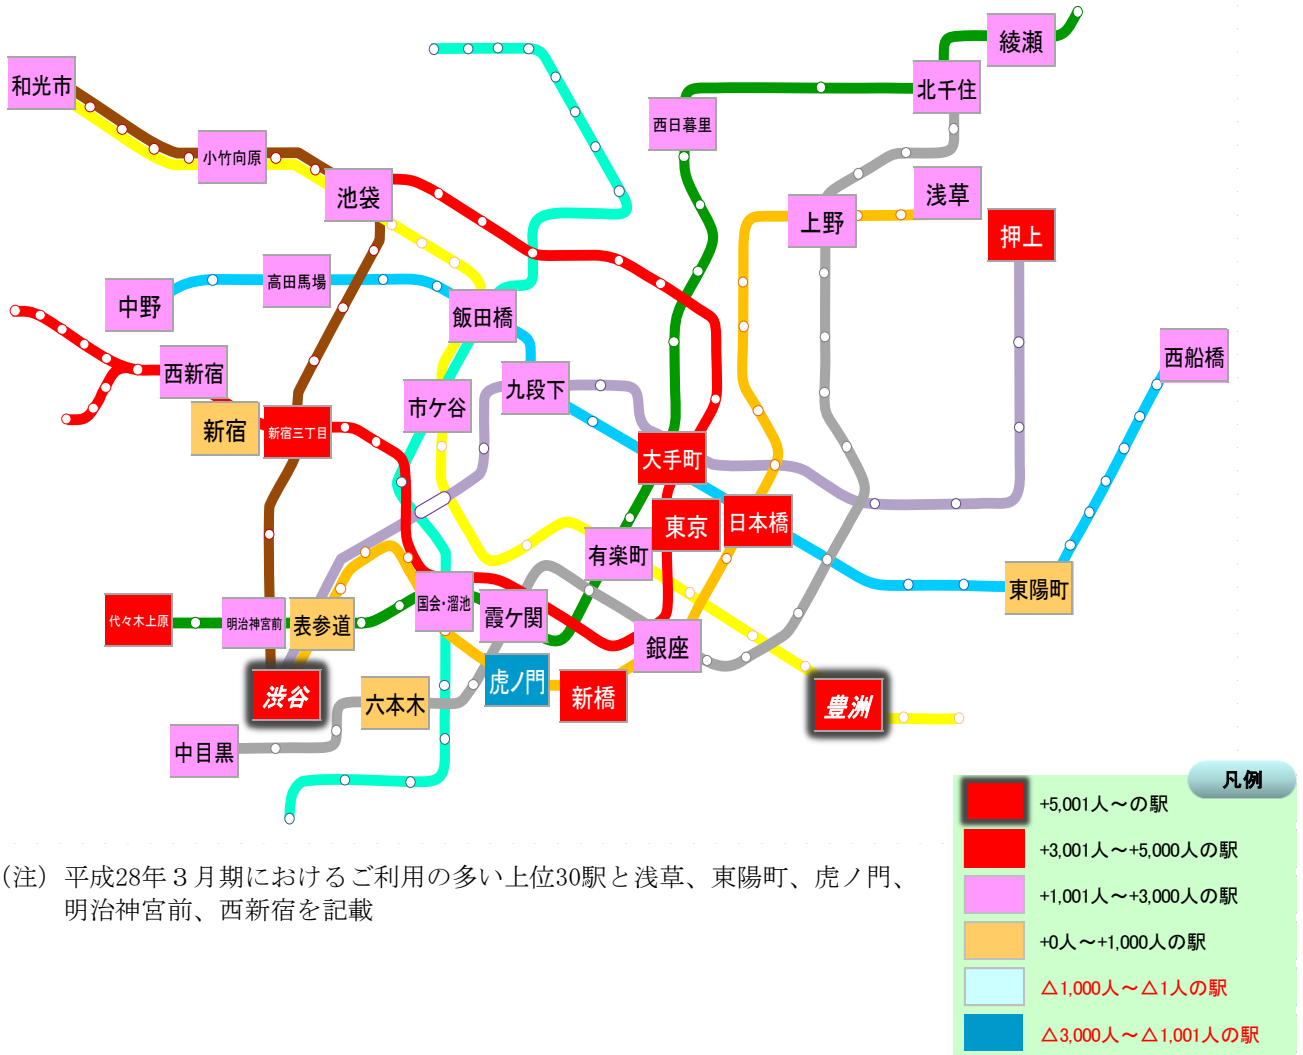 綾瀬
和光市
北千住
西日暮里
小竹向原
池袋
浅草
上野
押上
高田馬場
中野
飯田橋
西船橋
西新宿
九段下
市ケ谷
新宿
新宿三丁目
大手町
東京
日本橋
有楽町
東陽町
国会・溜池
霞ケ関
代々木上原
明治神宮前
表参道
銀座
虎ノ門
渋谷
新橋
六本木
豊洲
中目黒
凡例
+5,001人～の駅
+3,001人～+5,000人の駅
+1,001人～+3,000人の駅
+0人～+1,000人の駅
△1,000人～△1人の駅
△3,000人～△1,001人の駅
(注) 平成28年３月期におけるご利用の多い上位30駅と浅草、東陽町、虎ノ門、
明治神宮前、西新宿を記載